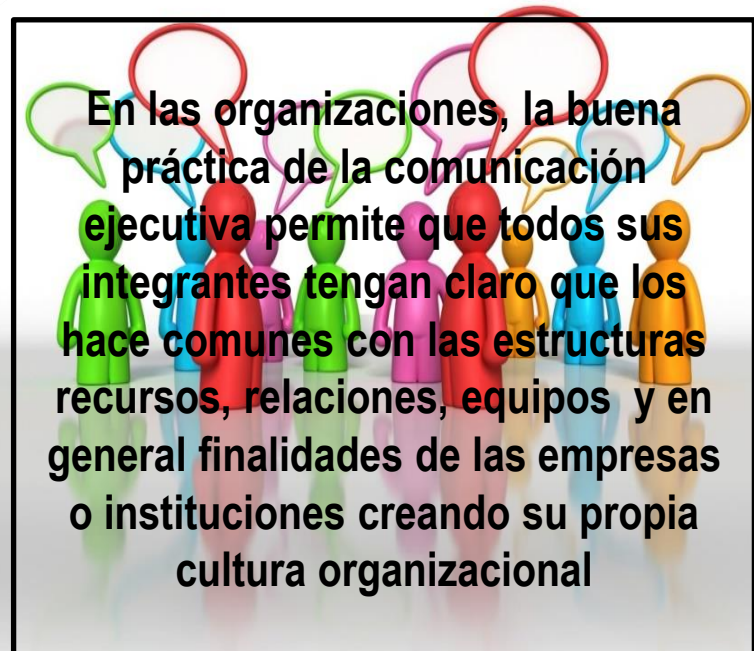 En las organizaciones, la buena
práctica de la comunicación
ejecutiva permite que todos sus
integrantes tengan claro que los
hace comunes con las estructuras
recursos, relaciones, equipos y en
general finalidades de las empresas
o instituciones creando su propia
cultura organizacional